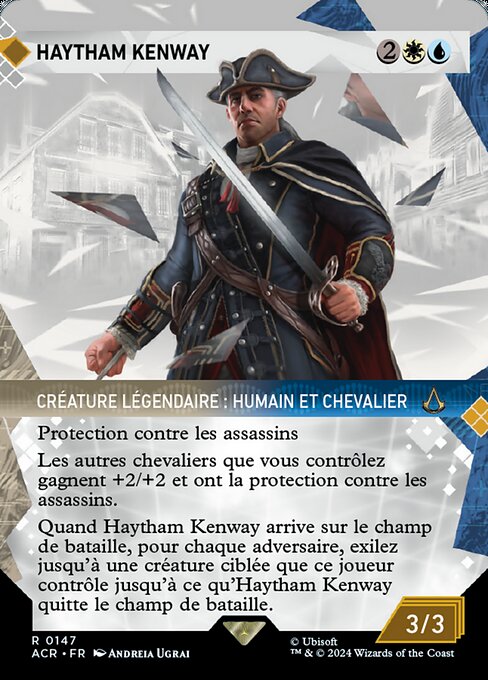 HAYTHAM KENWAY 2
CRÉATURE LÉGENDAIRE : HUMAIN ET CHEVALIER
Protection contre les assassins
Les autres chevaliers que vous contrôlez
gagnent +2/+2 et ont la protection contre les
assassins.
Quand Haytham Kenway arrive sur le champ
de bataille, pour chaque adversaire, exilez
jusqu'à une créature ciblée que ce joueur
contrôle jusqu'à ce qu'Haytham Kenway
quitte le champ de bataille.
3/3
R 0147
ACR • FR Andreia Ugrai
© Ubisoft
™ & © 2024 Wizards of the Coast